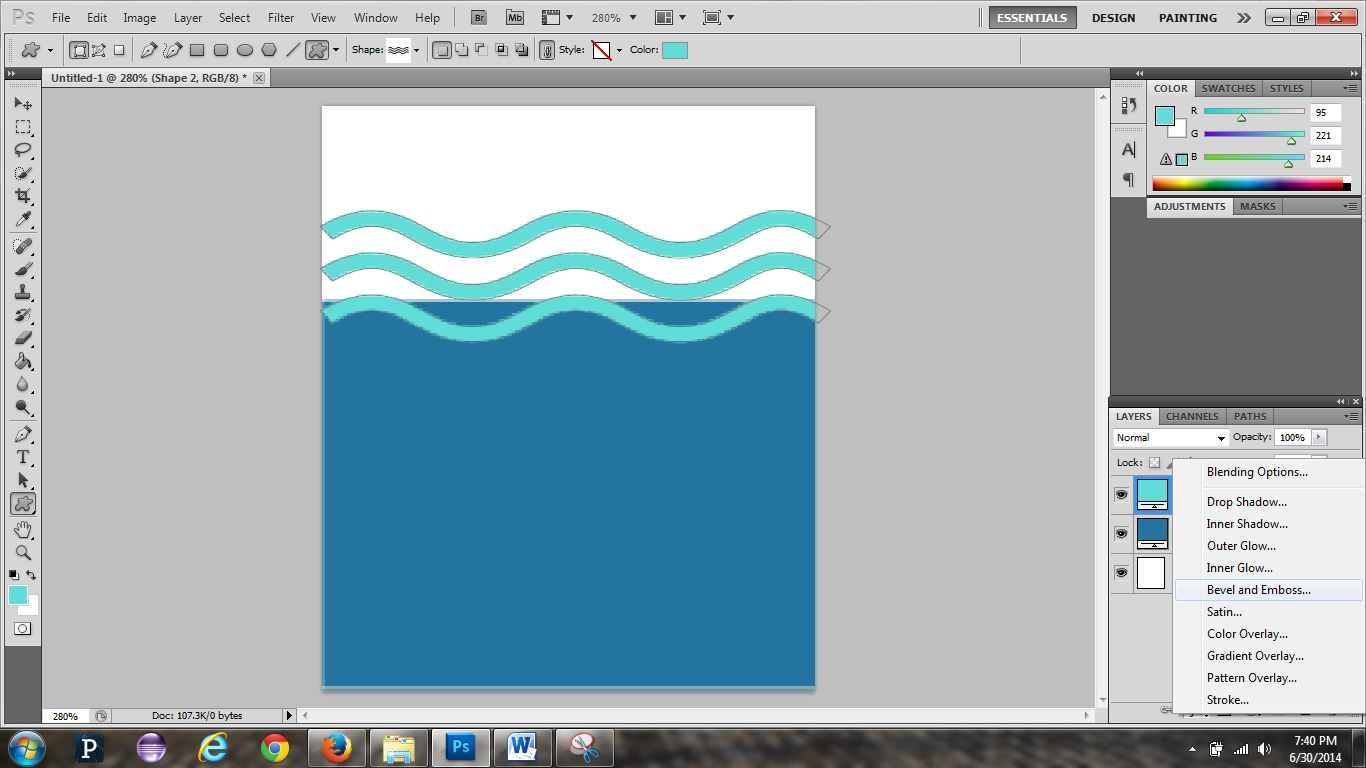 Ps File Edit Image Layer Select Filter View Window Help Br Mb 280% ESSENTIALS DESIGN PAINTING
Shape: Style: Color:
Untitled-1 @ 280% (Shape 2, RGB/8) *
COLOR SWATCHES STYLES
R 95
G 221
B 214
A
ADJUSTMENTS MASKS
T
LAYERS CHANNELS PATHS
Normal Opacity: 100%
Lock:
Blending Options...
Drop Shadow...
Inner Shadow...
Outer Glow...
Inner Glow...
Bevel and Emboss...
Satin...
Color Overlay...
Gradient Overlay...
Pattern Overlay...
Stroke...
280% Doc: 107.3K/0 bytes
P Ps W
7:40 PM
6/30/2014